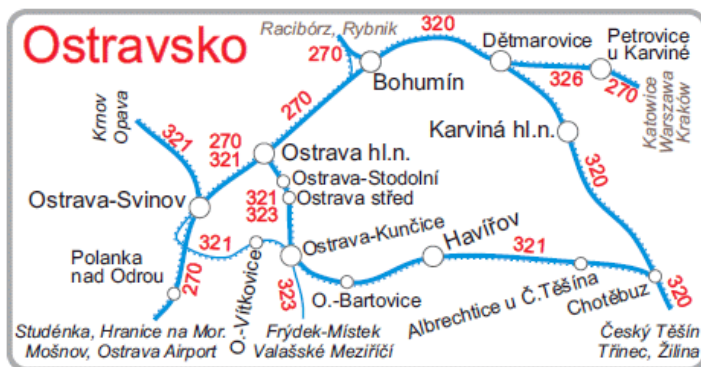 Ostravsko
Racibórz, Rybnik
320
Dětmarovice
Petrovice
u Karviné
270
Bohumín
326
270
Katowice
Warszawa
Kraków
Krnov
Opava
321
270
270
321
Ostrava hl.n.
Karviná hl.n.
Ostrava-Stodolní
321
323
Ostrava střed
320
Ostrava-Svinov
321
Ostrava-Kunčice
Havířov
321
Polanka
nad Odrou
270
O.-Vítkovice
323
O.-Bartovice
Albrechtice u Č.Těšína
Chotěbuz
320
Studénka, Hranice na Mor.
Mošnov, Ostrava Airport
Frýdek-Místek
Valašské Meziříčí
Český Těšín
Třinec, Žilina